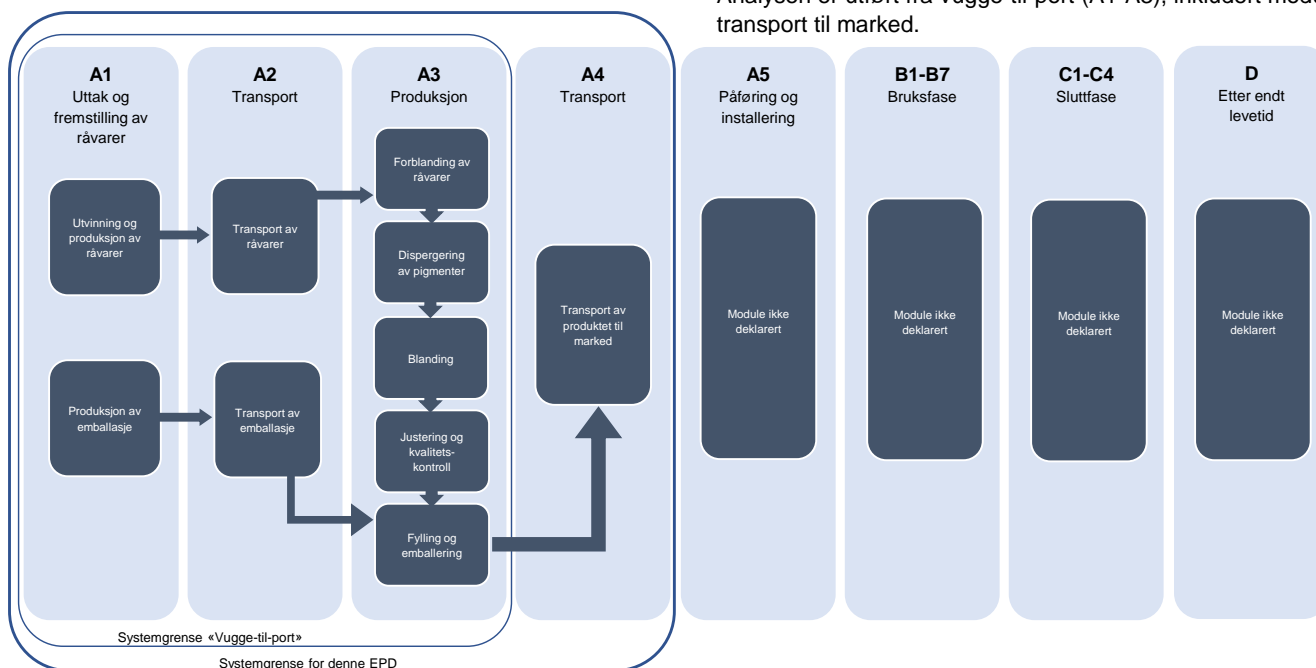 transport til marked.
A1
Uttak og
fremstilling av
råvarer
Utvinning og
produksjon av
råvarer
Produksjon av
emballasje
A2
Transport
Transport av
råvarer
Transport av
emballasje
A3
Produksjon
Forblanding av
råvarer
Dispergering
av pigmenter
Blanding
Justering og
kvalitets-
kontroll
Fylling og
emballering
A4
Transport
Transport av
produktet til
marked
A5
Påføring og
installering
Module ikke
deklarert
B1-B7
Bruksfase
Module ikke
deklarert
C1-C4
Sluttfase
Module ikke
deklarert
D
Etter endt
levetid
Module ikke
deklarert
Systemgrense «Vugge-til-port»
Systemgrense for denne EPD